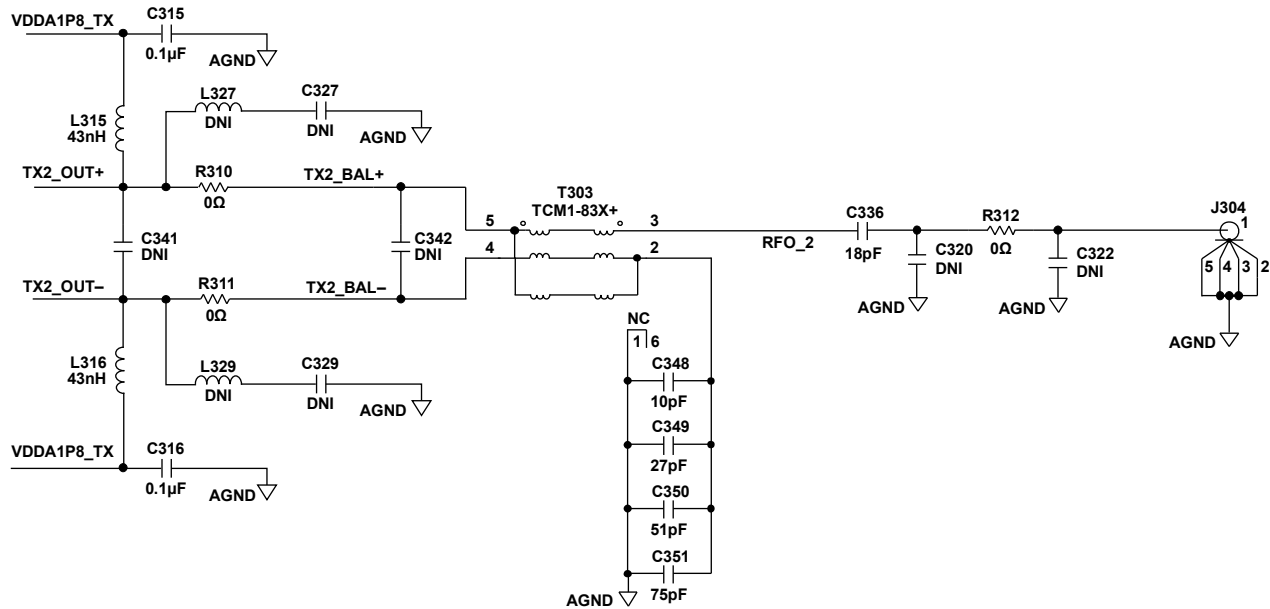 VDDA1P8_TX
C315
0.1µF
AGND
L327
DNI
C327
DNI
AGND
L315
43nH
TX2_OUT+
R310
0Ω
TX2_BAL+
T303
TCM1-83X+
5
3
4
2
C341
DNI
C342
DNI
RFO_2
C336
18pF
C320
DNI
AGND
R312
0Ω
C322
DNI
AGND
J304
1
5 4 3 2
AGND
TX2_OUT–
R311
0Ω
TX2_BAL–
L316
43nH
L329
DNI
C329
DNI
AGND
VDDA1P8_TX
C316
0.1µF
AGND
NC
1 6
C348
10pF
C349
27pF
C350
51pF
C351
75pF
AGND
12806-429